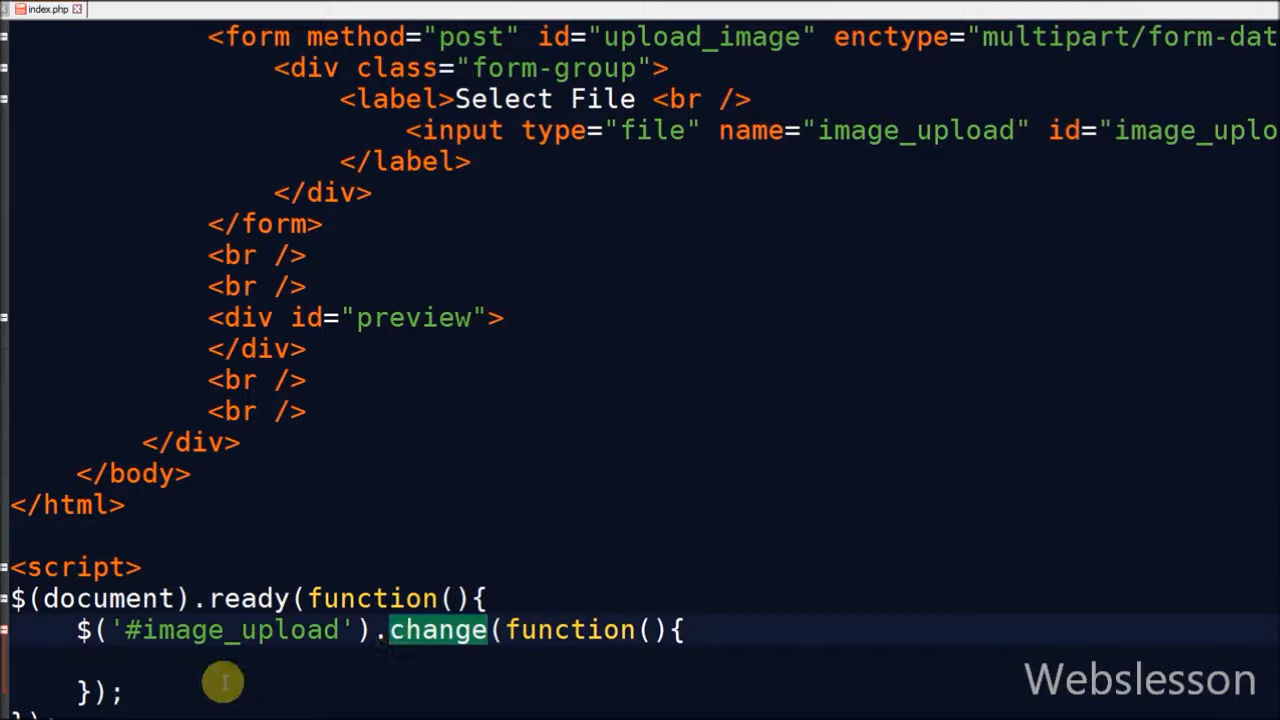 index.php
<form method="post" id="upload_image" enctype="multipart/form-dat
<div class="form-group">
<label>Select File <br />
<input type="file" name="image_upload" id="image_uplo
</label>
</div>
</form>
<br />
<br />
<div id="preview">
</div>
<br />
<br />
</div>
</body>
</html>
<script>
$(document).ready(function(){
$('#image_upload').change(function(){
});
});
Webslesson